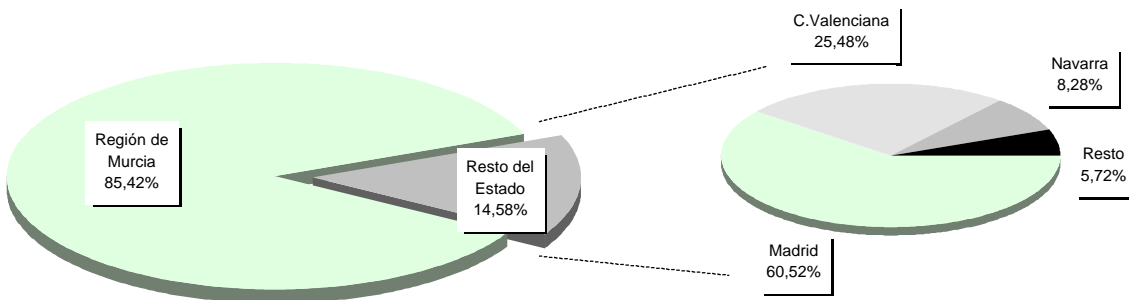 C.Valenciana
25,48%
Navarra
8,28%
Región de
Murcia
85,42%
Resto del
Estado
14,58%
Resto
5,72%
Madrid
60,52%